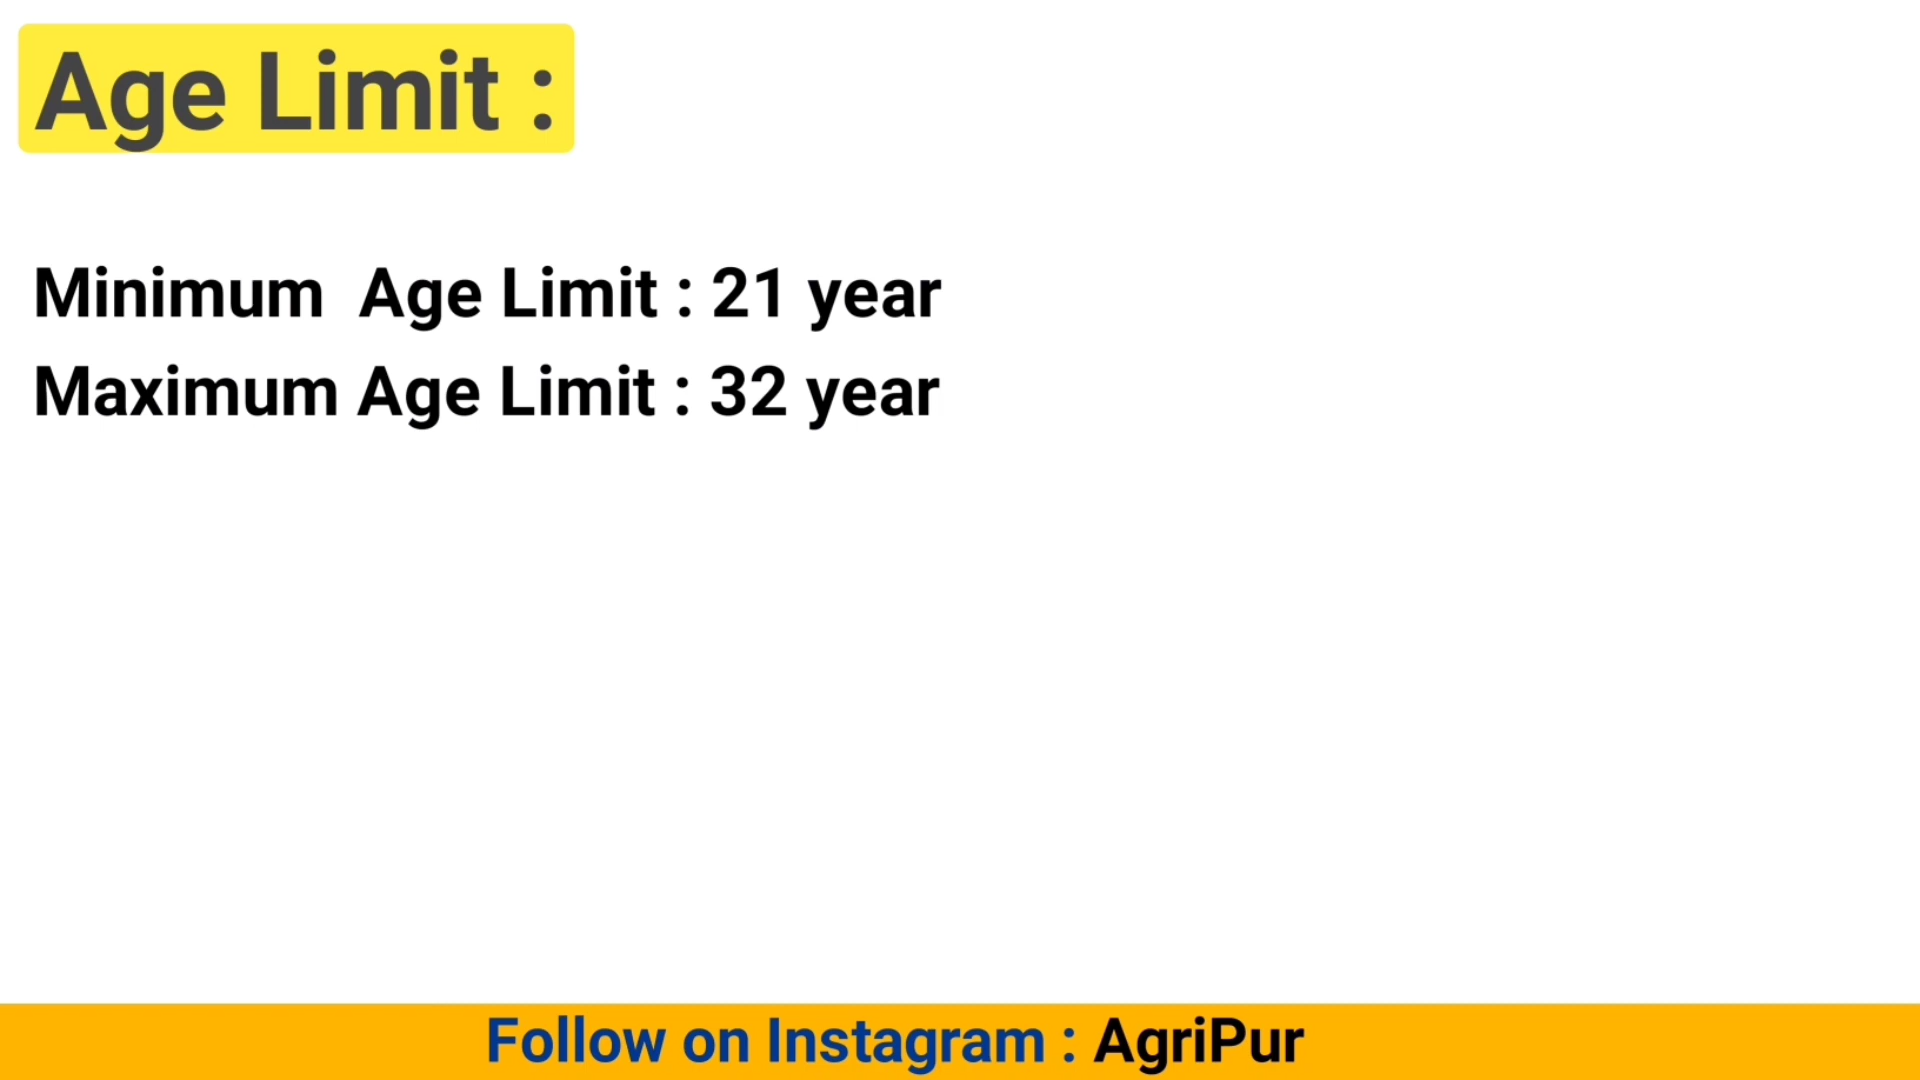 Age Limit :
Minimum  Age Limit : 21 year
Maximum Age Limit : 32 year
Follow on Instagram : AgriPur